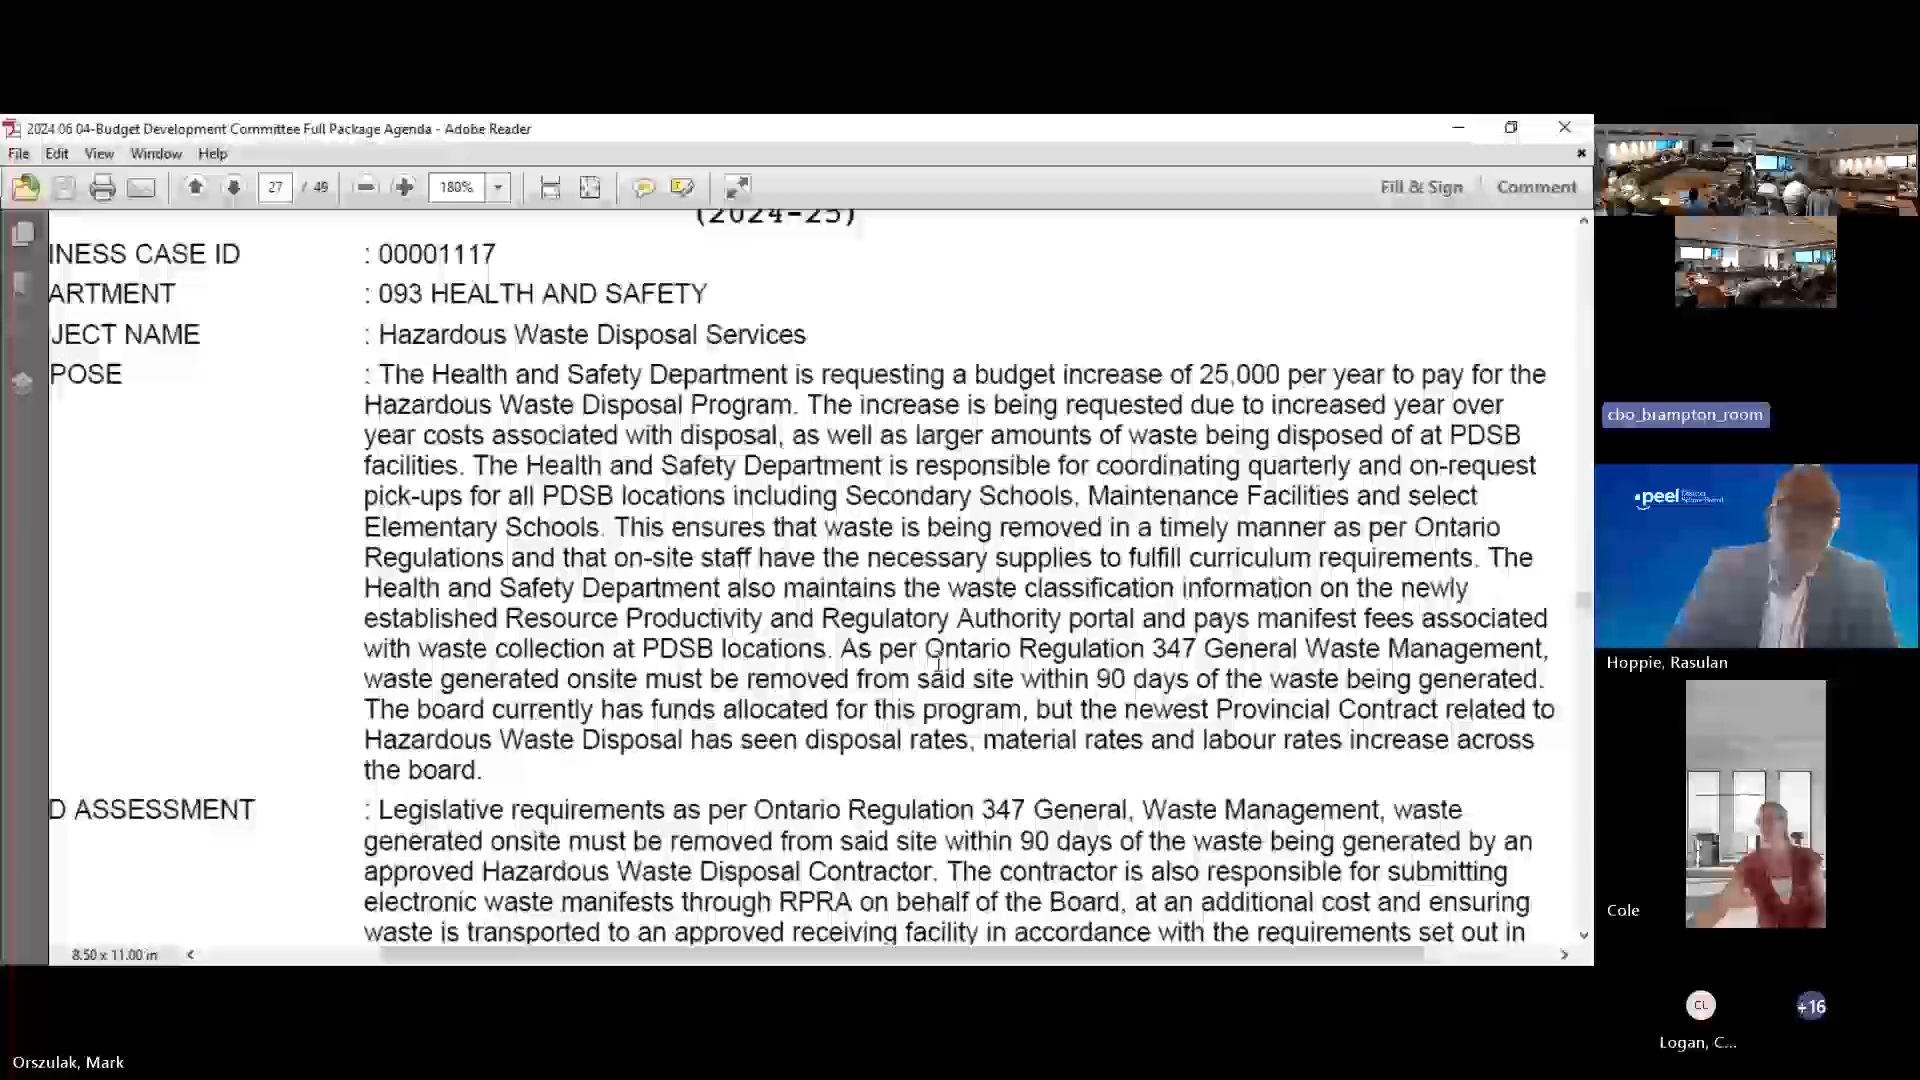 2024 06 04-Budget Development Committee Full Package Agenda - Adobe Reader
File Edit View Window Help
27 / 49 180% Fill & Sign Comment
(2024-25)
INESS CASE ID : 00001117
ARTMENT : 093 HEALTH AND SAFETY
JECT NAME : Hazardous Waste Disposal Services
POSE : The Health and Safety Department is requesting a budget increase of 25,000 per year to pay for the
Hazardous Waste Disposal Program. The increase is being requested due to increased year over
year costs associated with disposal, as well as larger amounts of waste being disposed of at PDSB
facilities. The Health and Safety Department is responsible for coordinating quarterly and on-request
pick-ups for all PDSB locations including Secondary Schools, Maintenance Facilities and select
Elementary Schools. This ensures that waste is being removed in a timely manner as per Ontario
Regulations and that on-site staff have the necessary supplies to fulfill curriculum requirements. The
Health and Safety Department also maintains the waste classification information on the newly
established Resource Productivity and Regulatory Authority portal and pays manifest fees associated
with waste collection at PDSB locations. As per Ontario Regulation 347 General Waste Management,
waste generated onsite must be removed from said site within 90 days of the waste being generated.
The board currently has funds allocated for this program, but the newest Provincial Contract related to
Hazardous Waste Disposal has seen disposal rates, material rates and labour rates increase across
the board.
D ASSESSMENT : Legislative requirements as per Ontario Regulation 347 General, Waste Management, waste
generated onsite must be removed from said site within 90 days of the waste being generated by an
approved Hazardous Waste Disposal Contractor. The contractor is also responsible for submitting
electronic waste manifests through RPRA on behalf of the Board, at an additional cost and ensuring
waste is transported to an approved receiving facility in accordance with the requirements set out in
8.50 x 11.00 in
cbo_brampton_room
peel District School Board
Hoppie, Rasulan
Cole
CL
+16
Logan, C...
Orszulak, Mark